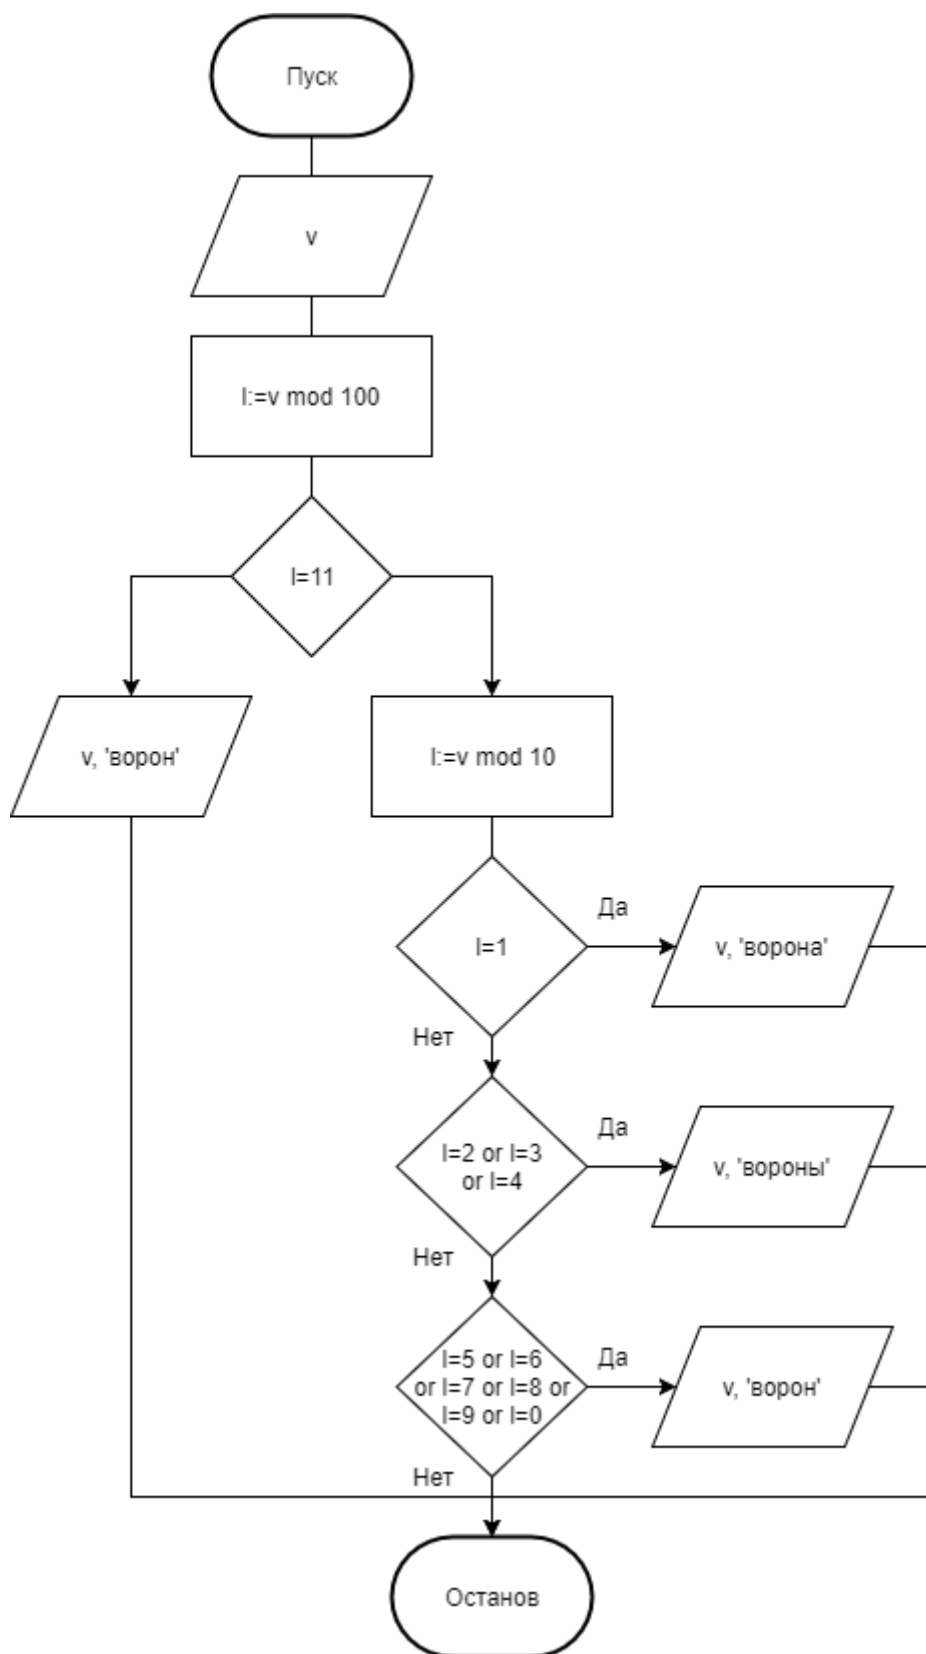 Пуск
v
l:=v mod 100
l=11
v, 'ворон'
l:=v mod 10
l=1
Да
v, 'ворона'
Нет
l=2 or l=3
or l=4
Да
v, 'вороны'
Нет
l=5 or l=6
or l=7 or l=8 or
l=9 or l=0
Да
v, 'ворон'
Нет
Останов